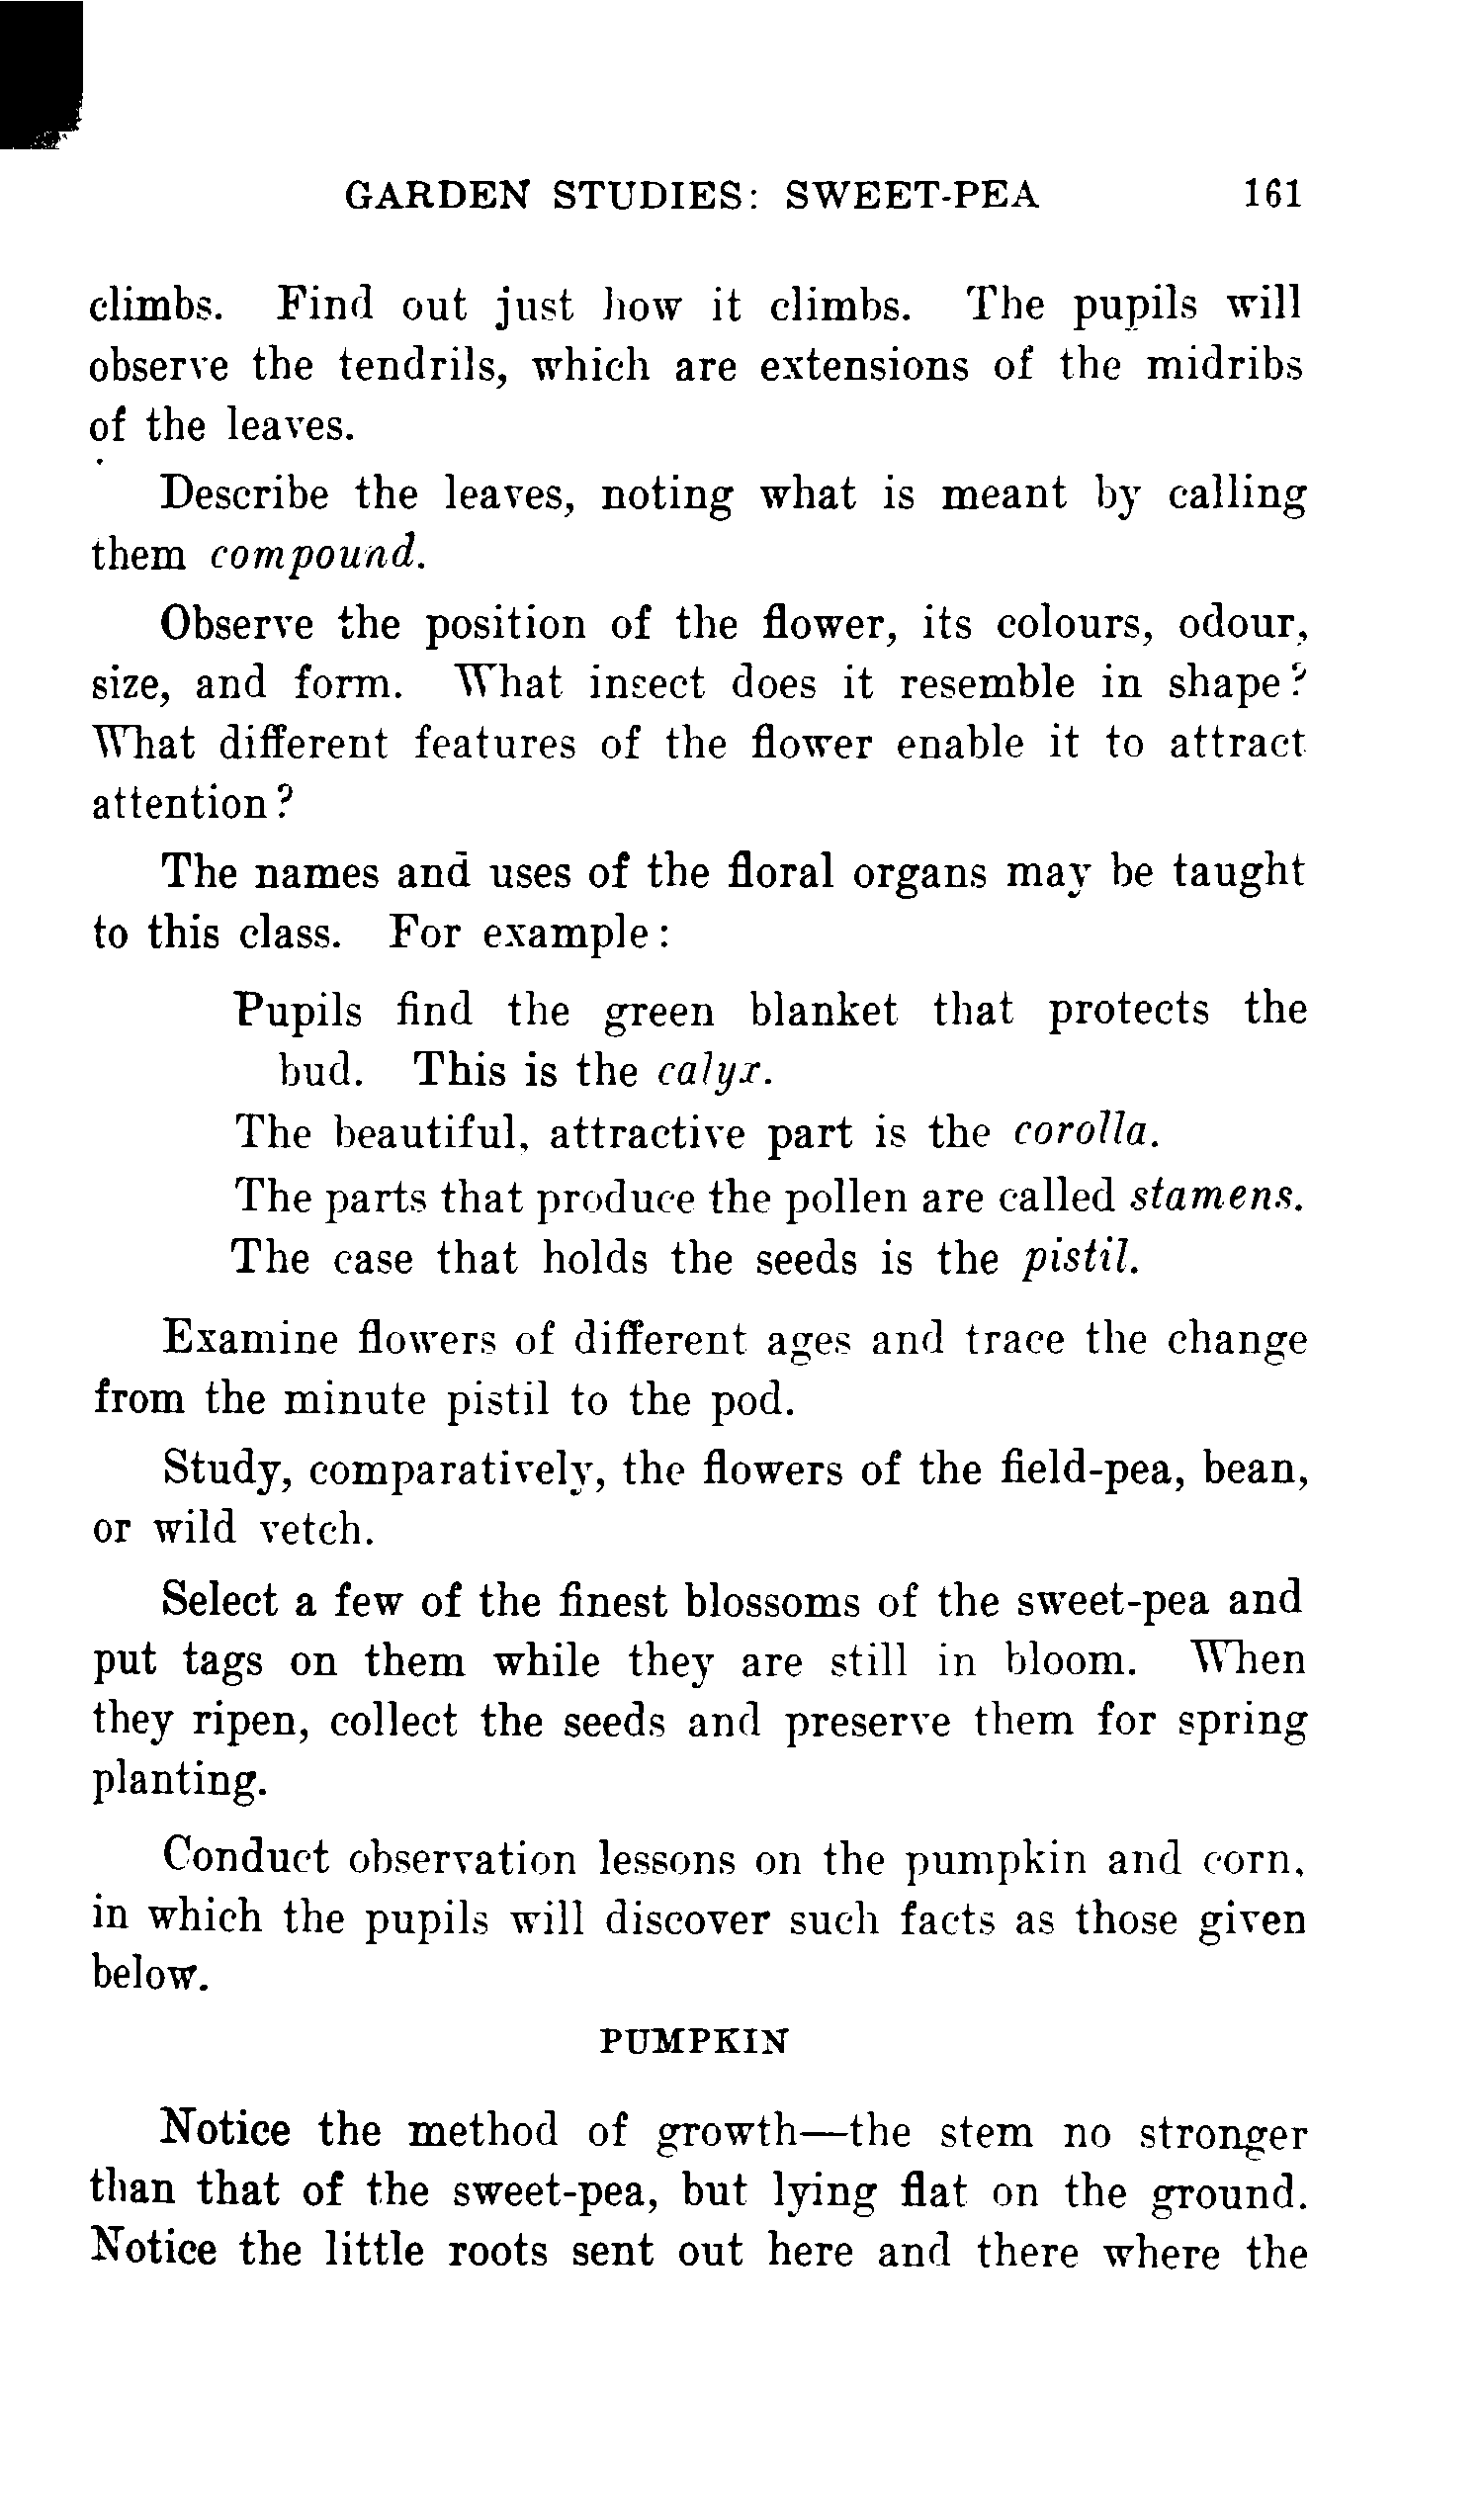 GARDEN STUDIES: SWEET-PEA 161
climbs. Find out just how it climbs. The pupils will
observe the tendrils, which are extensions of the midribs
of the leaves.
Describe the leaves, noting what is meant by calling
them compound.
Observe the position of the flower, its colours, odour,
size, and form. What insect does it resemble in shape?
What different features of the flower enable it to attract
attention?
The names and uses of the floral organs may be taught
to this class. For example:
Pupils find the green blanket that protects the
bud. This is the calyx.
The beautiful, attractive part is the corolla.
The parts that produce the pollen are called stamens.
The case that holds the seeds is the pistil.
Examine flowers of different ages and trace the change
from the minute pistil to the pod.
Study, comparatively, the flowers of the field-pea, bean,
or wild vetch.
Select a few of the finest blossoms of the sweet-pea and
put tags on them while they are still in bloom. When
they ripen, collect the seeds and preserve them for spring
planting.
Conduct observation lessons on the pumpkin and corn,
in which the pupils will discover such facts as those given
below.
PUMPKIN
Notice the method of growth—the stem no stronger
than that of the sweet-pea, but lying flat on the ground.
Notice the little roots sent out here and there where the